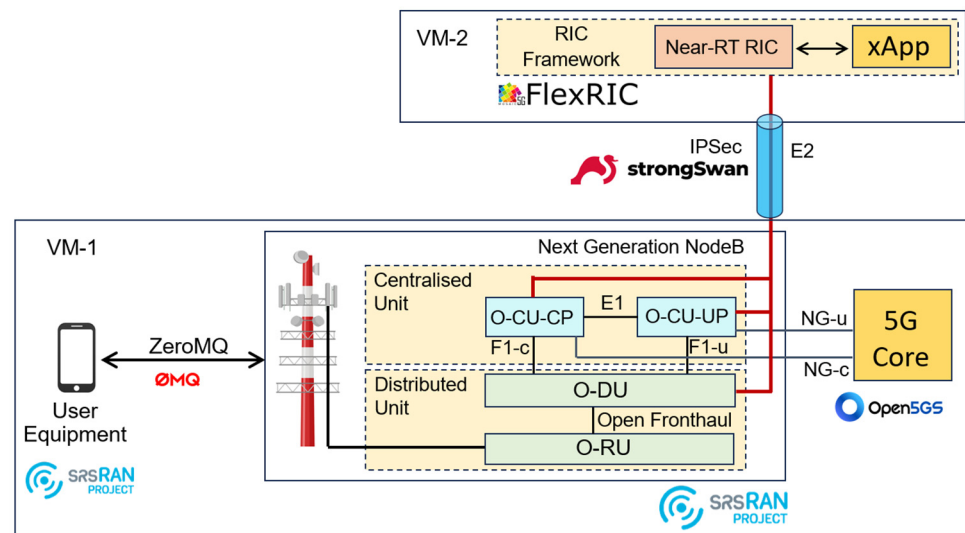 VM-2
RIC
Framework
Near-RT RIC
xApp
5G
FlexRIC
IPSec
E2
strongSwan
VM-1
Next Generation NodeB
Centralised
Unit
O-CU-CP
E1
O-CU-UP
NG-u
5G
Core
ZeroMQ
ØMQ
F1-c
F1-u
NG-c
Distributed
Unit
O-DU
Open5GS
User
Equipment
Open Fronthaul
O-RU
SRSRAN
PROJECT
SRSRAN
PROJECT